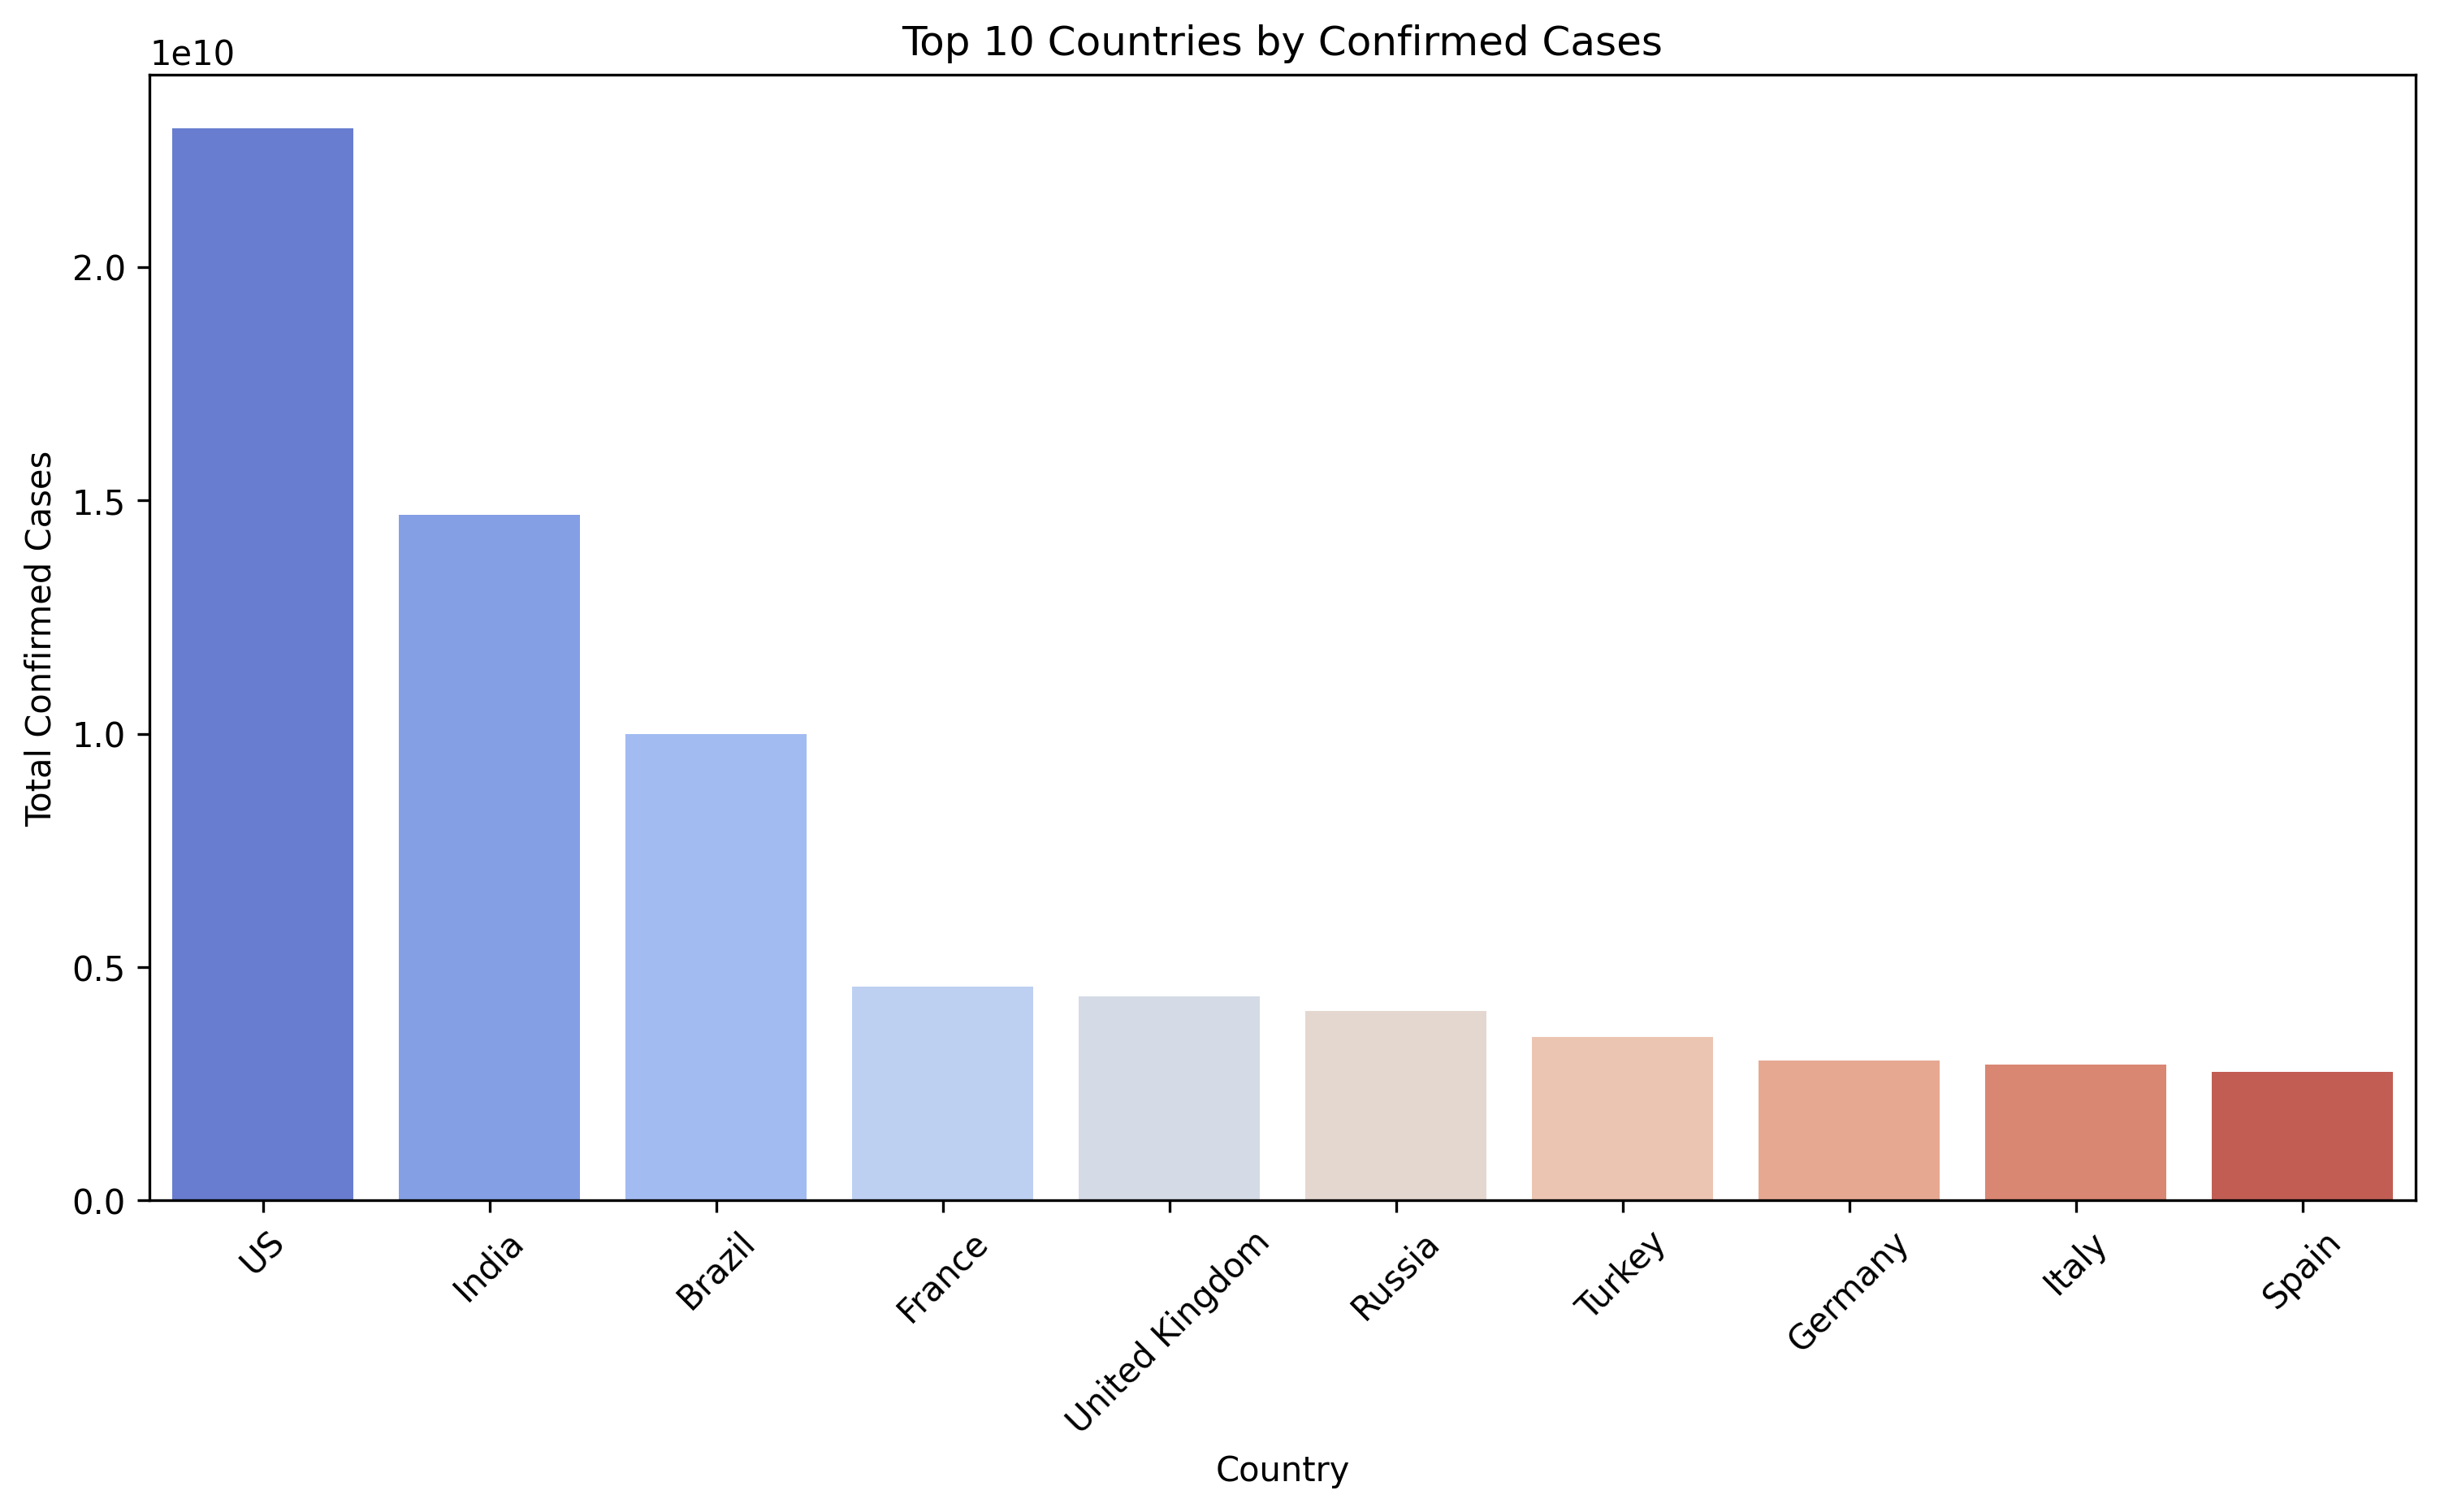 Top 10 Countries by Confirmed Cases
1e10
2.0
1.5
1.0
0.5
0.0
Total Confirmed Cases
US
India
Brazil
France
United Kingdom
Russia
Turkey
Germany
Italy
Spain
Country